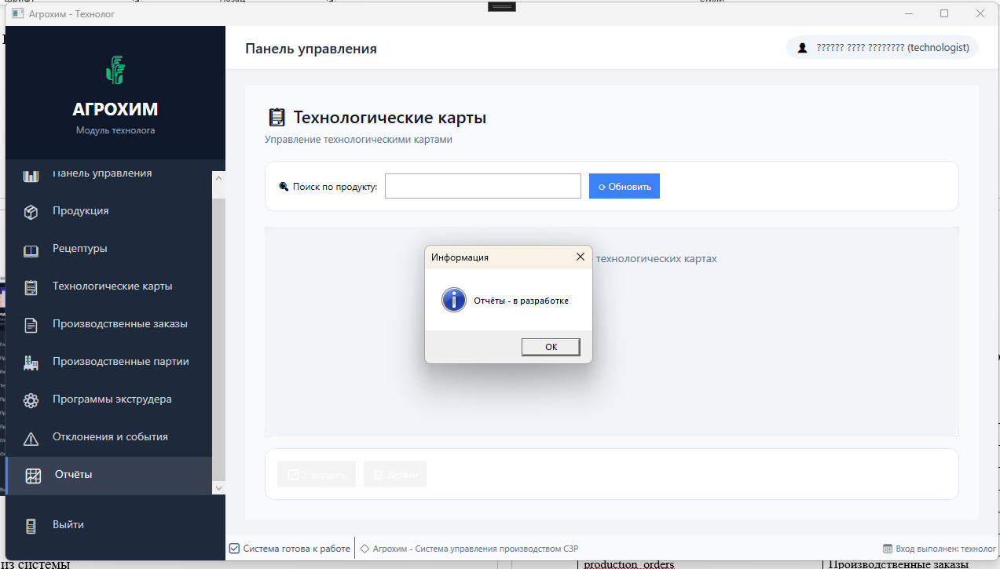 Агрохим - Технолог
АГРОХИМ
Модуль технолога
Панель управления
Продукция
Рецептуры
Технологические карты
Производственные заказы
Производственные партии
Программы экструдера
Отклонения и события
Отчёты
Выйти
Панель управления
?????? ???? ???????? (technologist)
Технологические карты
Управление технологическими картами
Поиск по продукту:
Обновить
технологических картах
Информация
Отчёты - в разработке
ОК
Утвердить
Детали
Система готова к работе
Агрохим - Система управления производством СЗР
Вход выполнен: технолог
из системы
production_orders
Производственные заказы